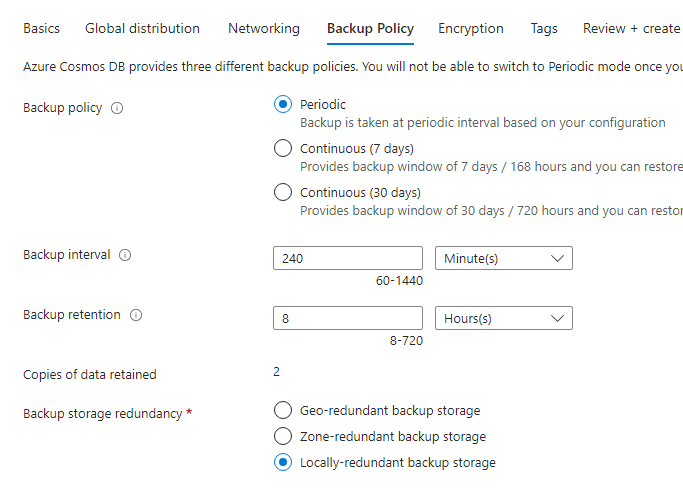 Basics Global distribution Networking Backup Policy Encryption Tags Review + create
Azure Cosmos DB provides three different backup policies. You will not be able to switch to Periodic mode once you
Backup policy
Periodic
Backup is taken at periodic interval based on your configuration
Continuous (7 days)
Provides backup window of 7 days / 168 hours and you can restore
Continuous (30 days)
Provides backup window of 30 days / 720 hours and you can restor
Backup interval 240 Minute(s)
60-1440
Backup retention 8 Hours(s)
8-720
Copies of data retained 2
Backup storage redundancy *
Geo-redundant backup storage
Zone-redundant backup storage
Locally-redundant backup storage